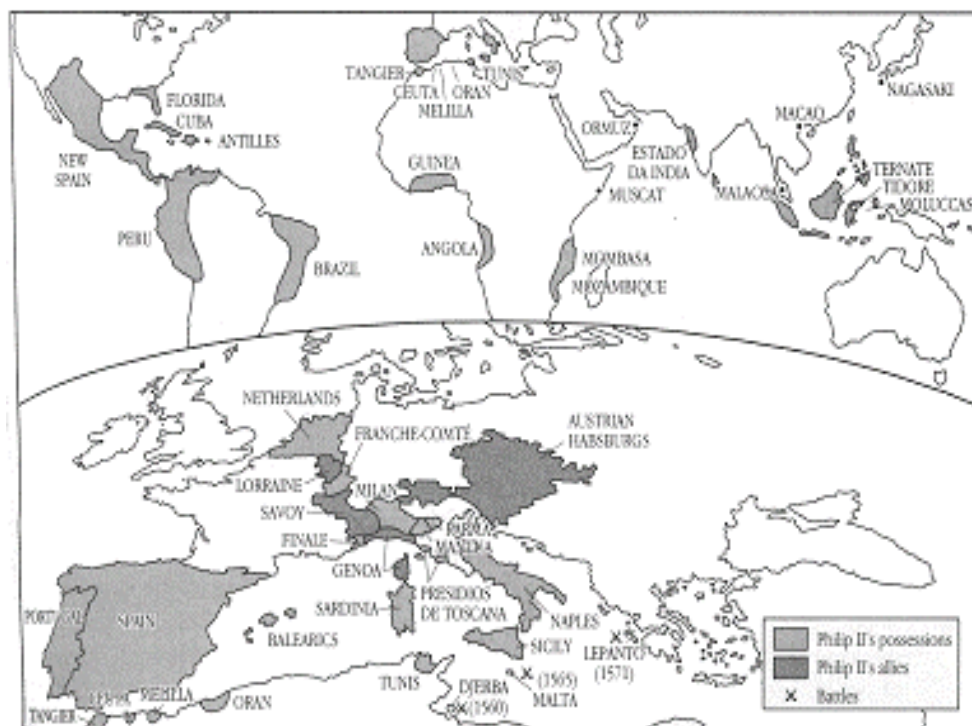 TANGIER
TUNIS
CEUTA
ORAN
MELILLA
NAGASAKI
FLORIDA
CUBA
ANTILLES
MACAO
ORMUZ
NEW
SPAIN
GUINEA
ESTADO
DA INDIA
MUSCAT
TERNATE
TIDORE
MOLUCCAS
PERU
BRAZIL
ANGOLA
MOMBASA
MOZAMBIQUE
NETHERLANDS
FRANCHE-COMTÉ
AUSTRIAN
HABSBURGS
LORRAINE
MILAN
SAVOY
PARMA
FINALE
GENOA
PRESIDIOS
DE TOSCANA
SARDINIA
PORTUGAL
SPAIN
BALEARICS
NAPLES
SICILY
LEPANTO
(1571)
TUNIS
DJERBA
(1560)
(1565)
MALTA
MELILLA
ORAN
TANGIER
Philip II's possessions
Philip II's allies
Battles